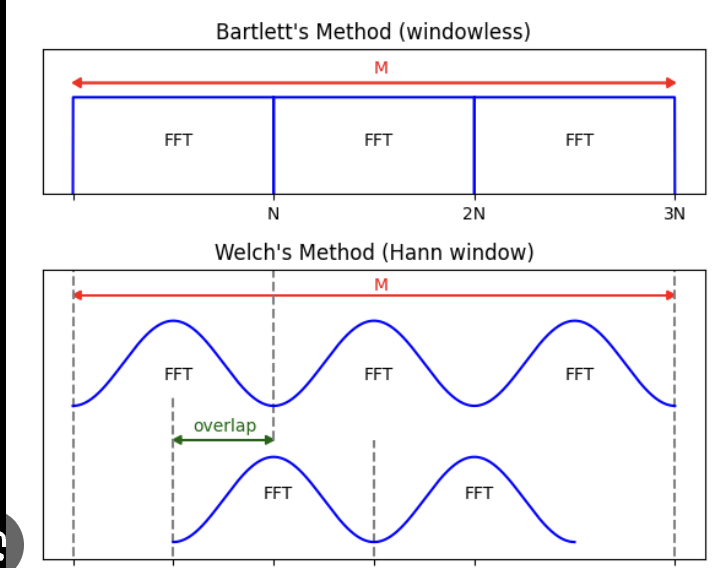 Bartlett's Method (windowless)
M
FFT FFT FFT
N 2N 3N
Welch's Method (Hann window)
M
FFT FFT FFT
overlap
FFT FFT